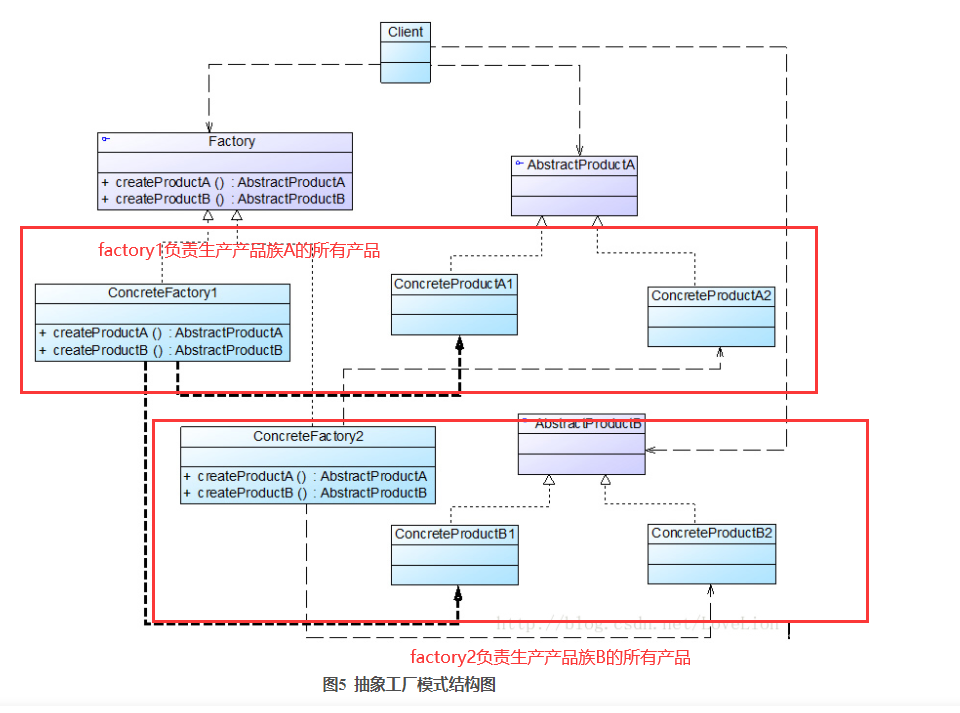 Client
Factory
+ createProductA () : AbstractProductA
+ createProductB () : AbstractProductB
AbstractProductA
factory1负责生产产品族A的所有产品
ConcreteFactory1
+ createProductA () : AbstractProductA
+ createProductB () : AbstractProductB
ConcreteProductA1
ConcreteProductA2
ConcreteFactory2
+ createProductA () : AbstractProductA
+ createProductB () : AbstractProductB
AbstractProductB
ConcreteProductB1
ConcreteProductB2
http://blog.csdn.net/LoveLion
factory2负责生产产品族B的所有产品
图5 抽象工厂模式结构图